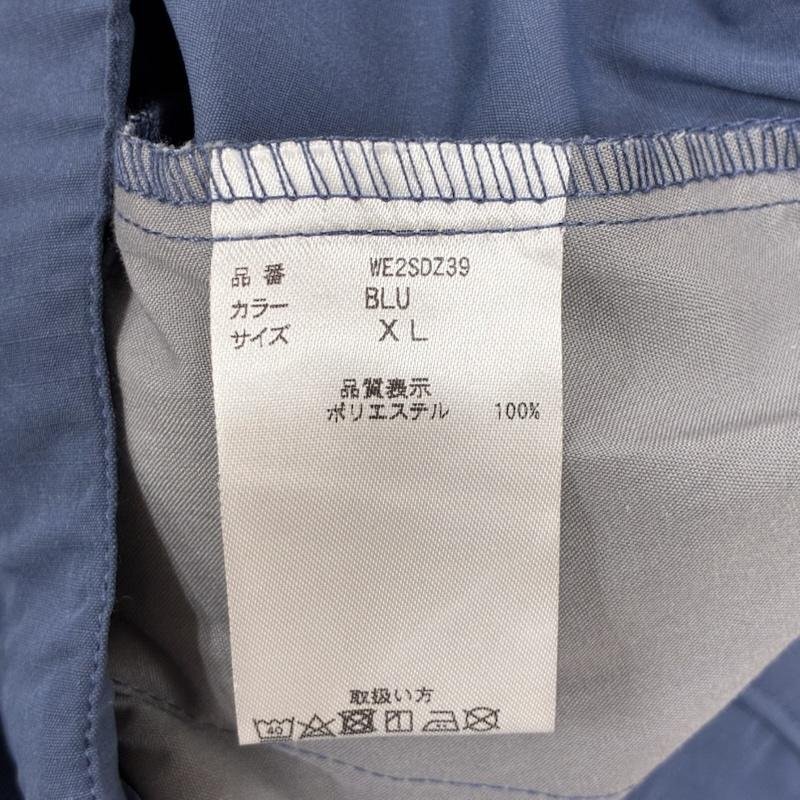 品番 WE2SDZ39
カラー BLU
サイズ XL
品質表示
ポリエステル 100%
取扱い方
40